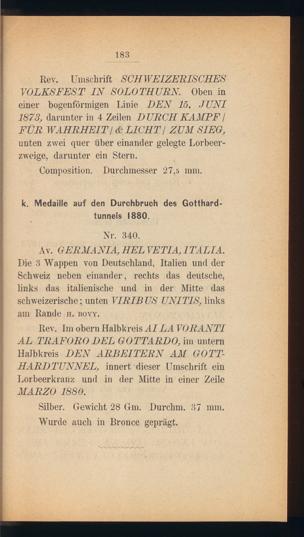 183
Rev. Umschrift SCHWEIZERISCHES
VOLKSFEST IN SOLOTHURN. Oben in
einer bogenförmigen Linie DEN 15. JUNI
1873, darunter in 4 Zeilen DURCH KAMPF /
FÜR WAHRHEIT / & LICHT / ZUM SIEG,
unten zwei quer über einander gelegte Lorbeer-
zweige, darunter ein Stern.
Composition. Durchmesser 27,5 mm.
k. Medaille auf den Durchbruch des Gotthard-
tunnels 1880.
Nr. 340.
Av. GERMANIA, HELVETIA, ITALIA.
Die 3 Wappen von Deutschland, Italien und der
Schweiz neben einander, rechts das deutsche,
links das italienische und in der Mitte das
schweizerische; unten VIRIBUS UNITIS, links
am Rande H. BOVY.
Rev. Im obern Halbkreis AI LAVORANTI
AL TRAFORO DEL GOTTARDO, im untern
Halbkreis DEN ARBEITERN AM GOTT-
HARDTUNNEL, innert dieser Umschrift ein
Lorbeerkranz und in der Mitte in einer Zeile
MARZO 1880.
Silber. Gewicht 28 Gm. Durchm. 37 mm.
Wurde auch in Bronce geprägt.